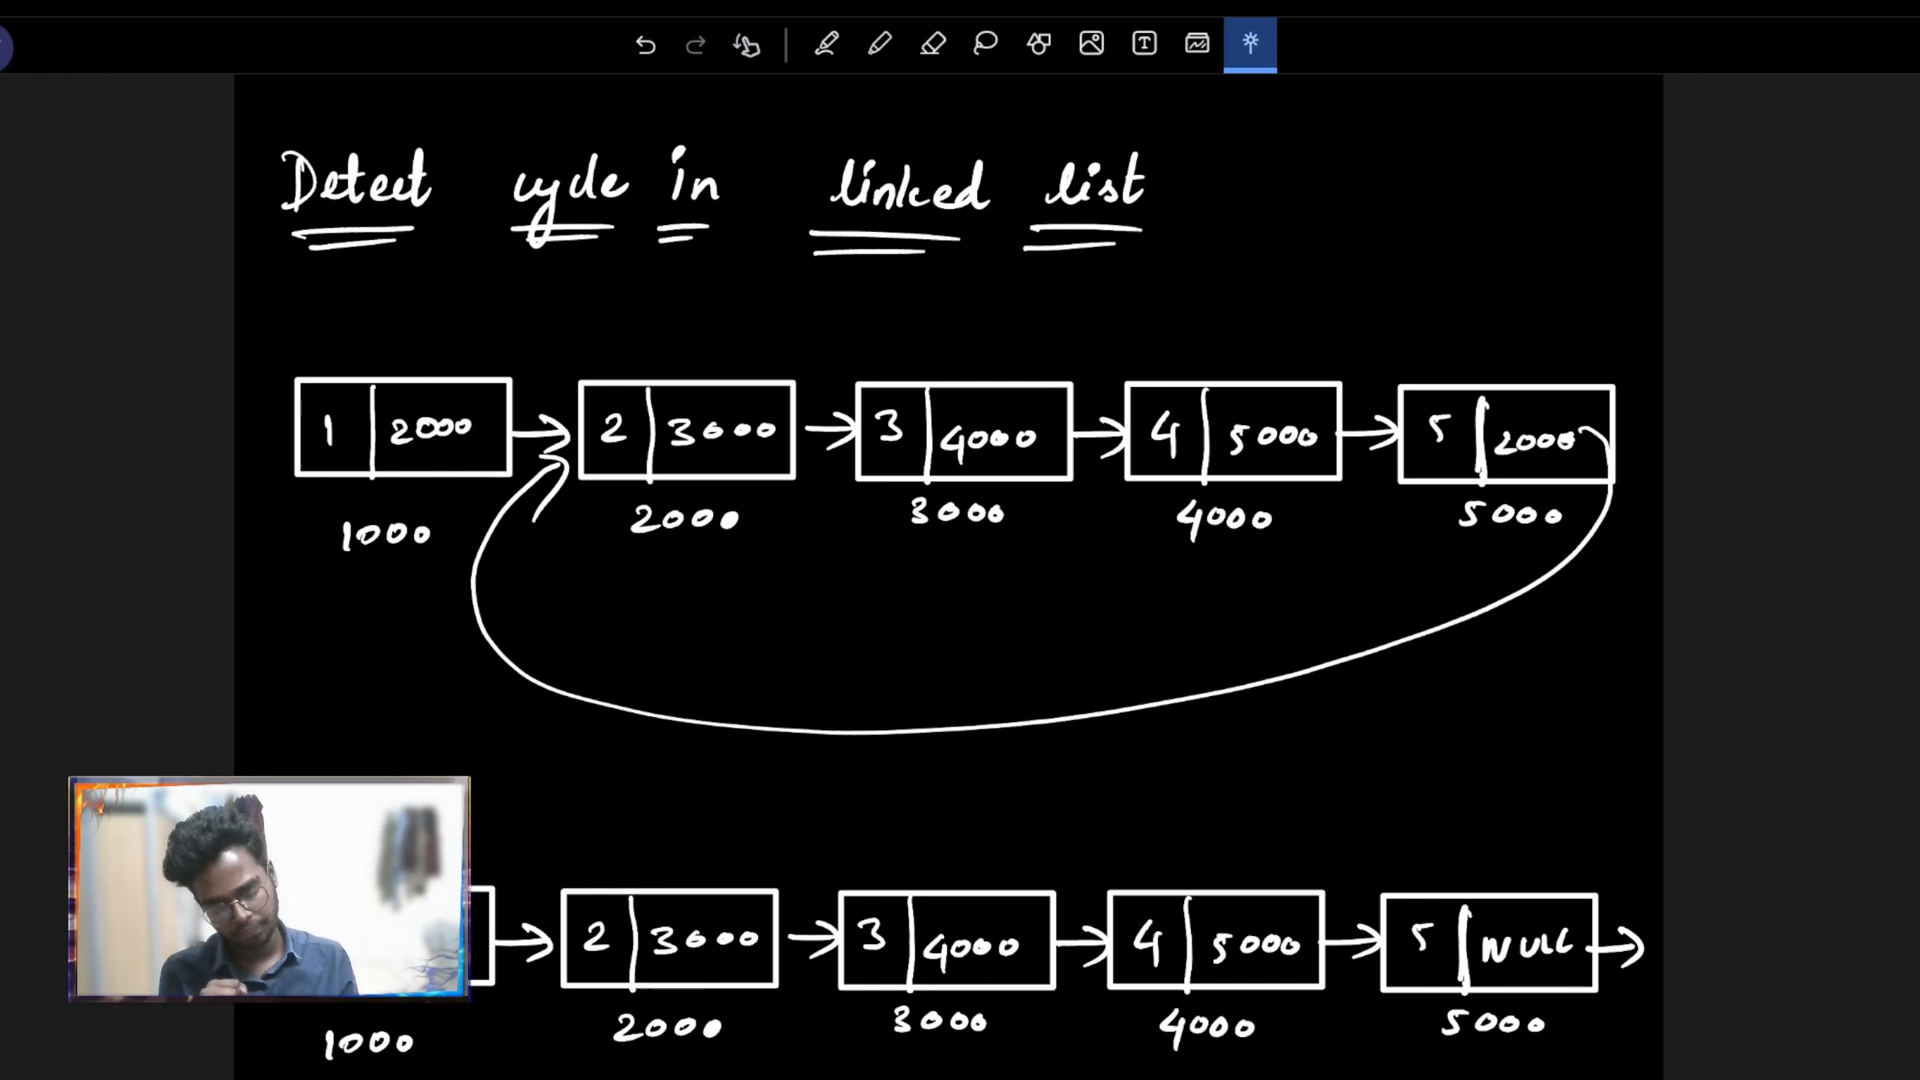 Detect cycle in linked list
1 2000 2 3000 3 4000 4 5000 5 2000
1000 2000 3000 4000 5000
2 3000 3 4000 4 5000 5 NULL
1000 2000 3000 4000 5000